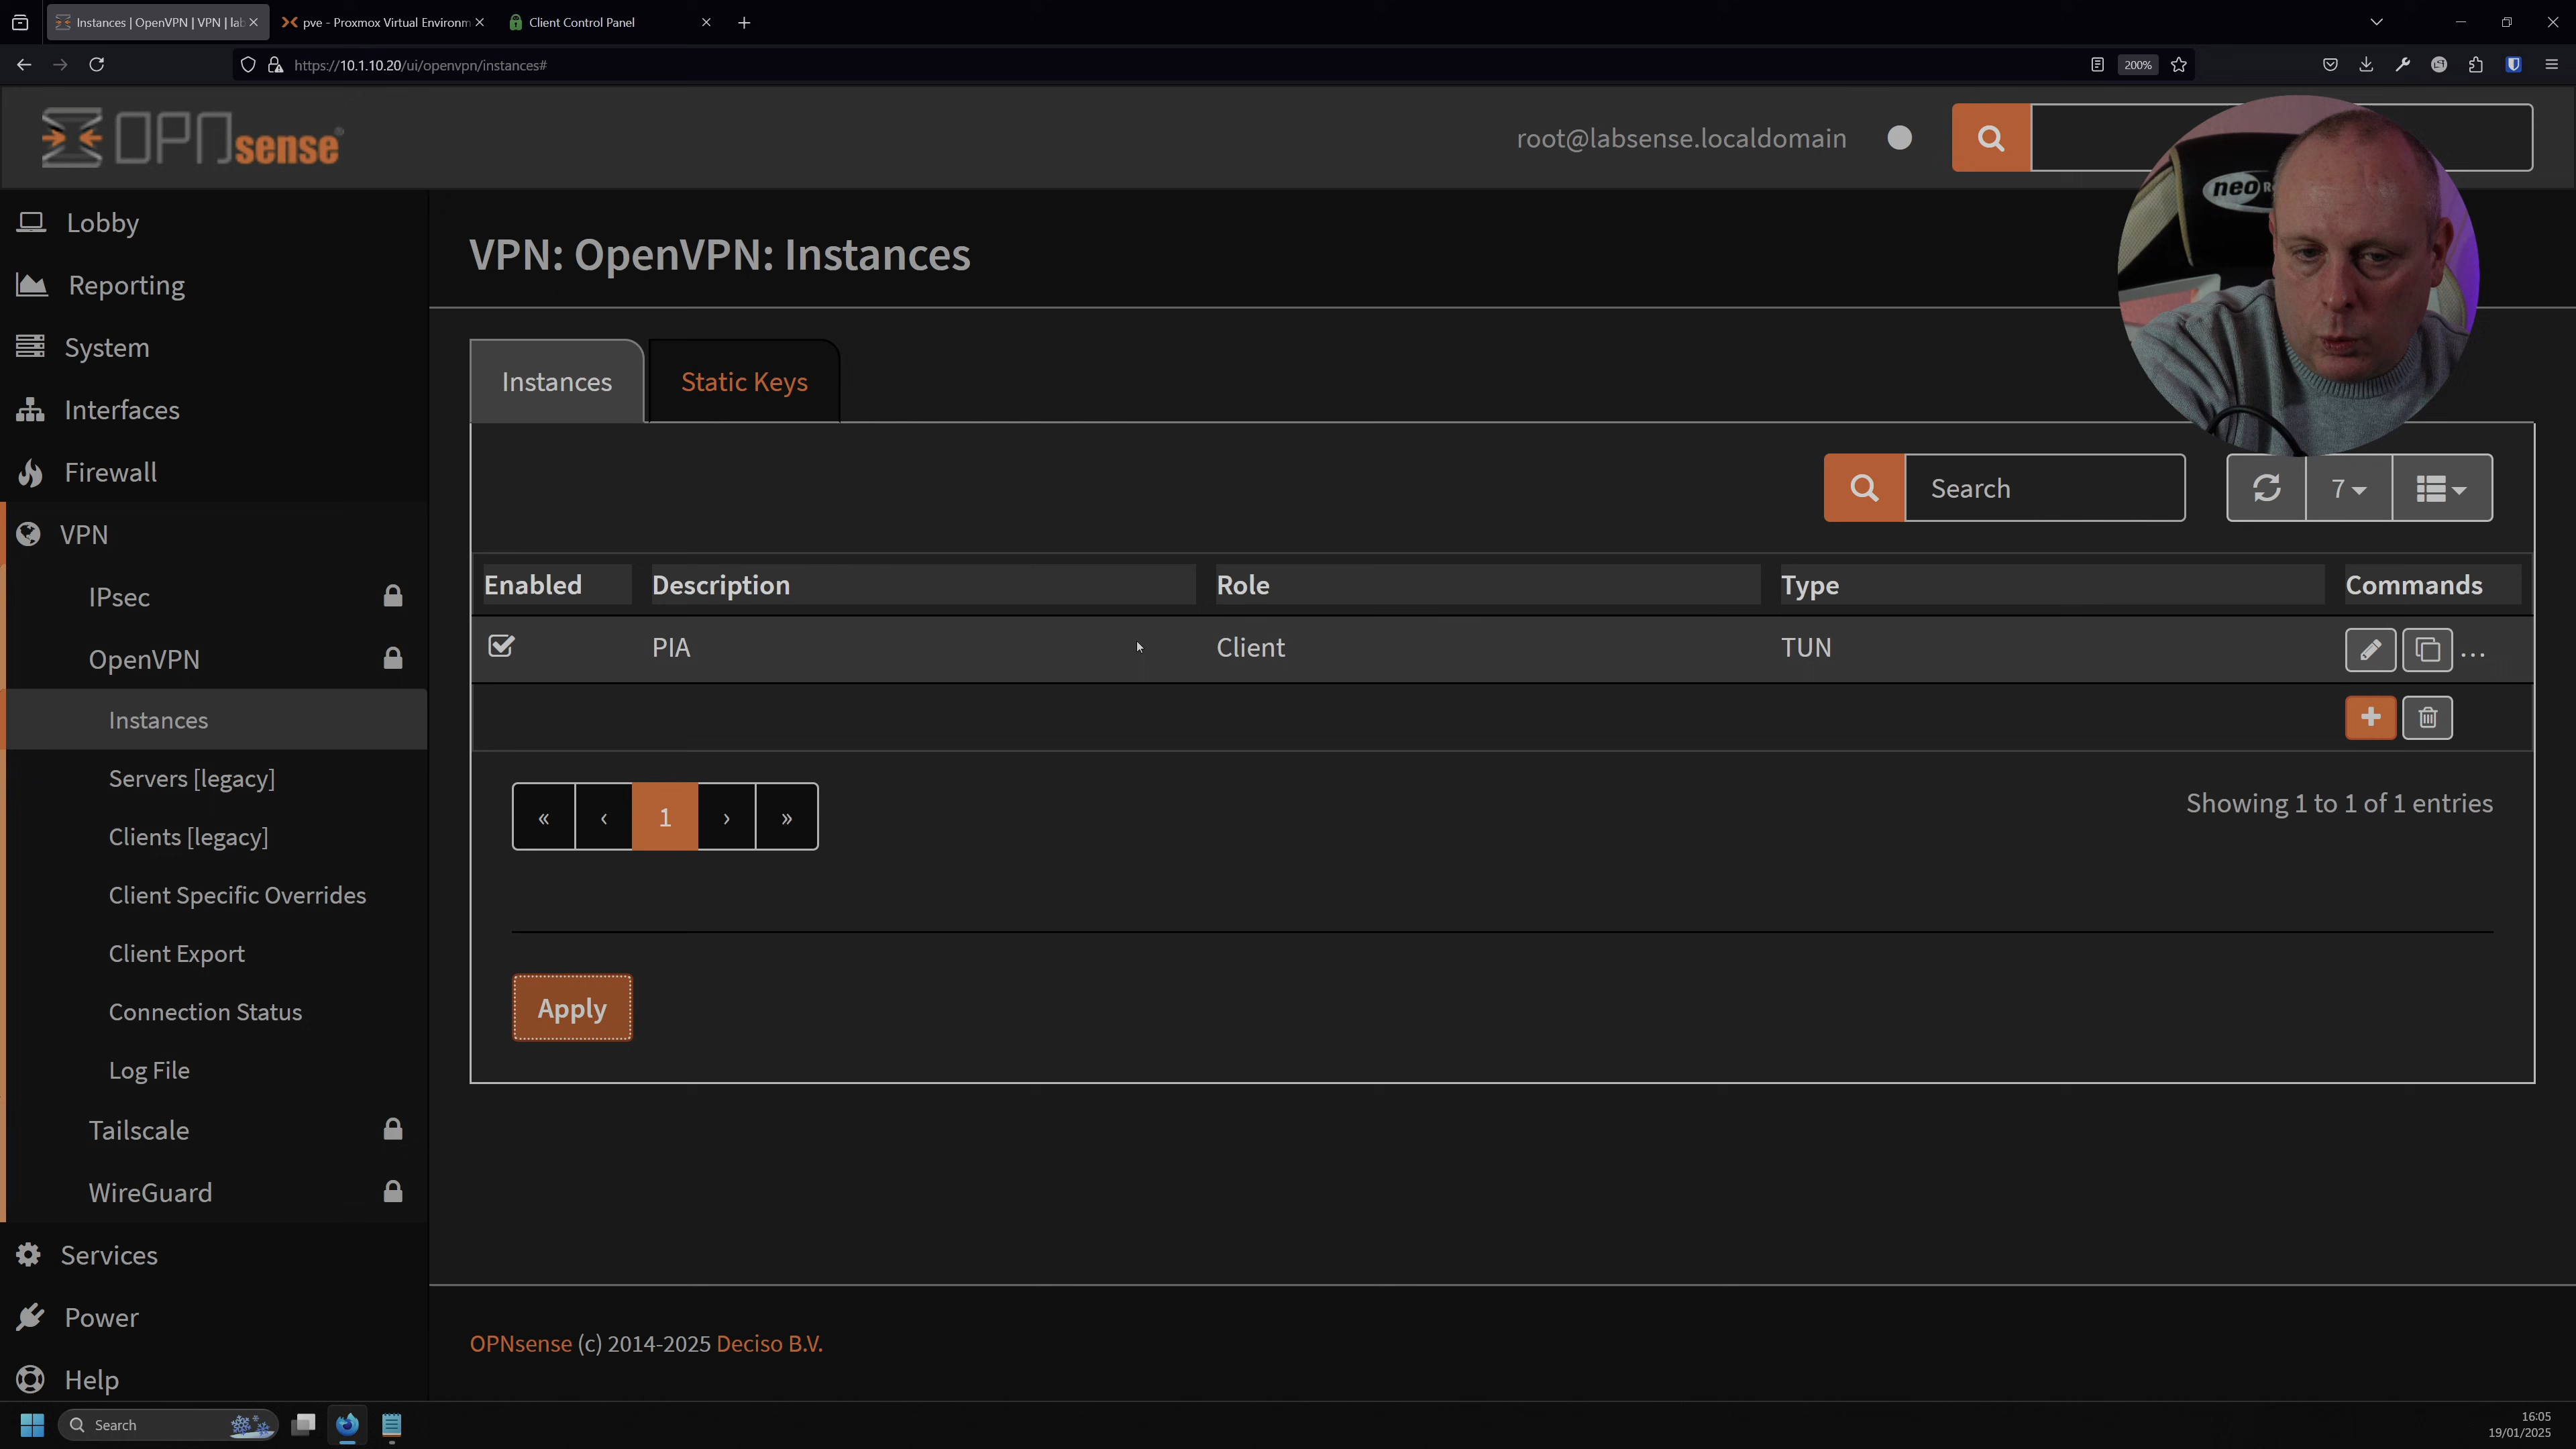 Instances | OpenVPN | VPN | lab
pve - Proxmox Virtual Environm
Client Control Panel
https://10.1.10.20/ui/openvpn/instances#
200%
OPNsense
root@labsense.localdomain
neo
Lobby
Reporting
System
Interfaces
Firewall
VPN
IPsec
OpenVPN
Instances
Servers [legacy]
Clients [legacy]
Client Specific Overrides
Client Export
Connection Status
Log File
Tailscale
WireGuard
Services
Power
Help
VPN: OpenVPN: Instances
Instances
Static Keys
Search
7
Enabled Description Role Type Commands
PIA Client TUN
...
« ‹ 1 › »
Showing 1 to 1 of 1 entries
Apply
OPNsense (c) 2014-2025 Deciso B.V.
Search
16:05
19/01/2025